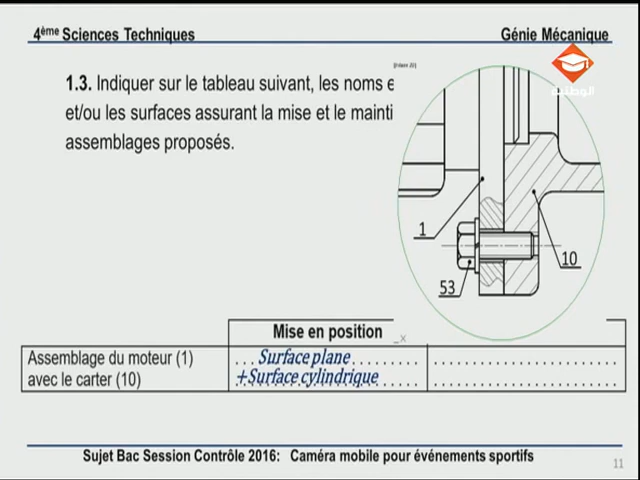 4ème Sciences Techniques
Génie Mécanique
الوطنية
1.3. Indiquer sur le tableau suivant, les noms e
et/ou les surfaces assurant la mise et le mainti
assemblages proposés.
1
10
53
Mise en position
Assemblage du moteur (1)
avec le carter (10)
Surface plane
+Surface cylindrique
Sujet Bac Session Contrôle 2016: Caméra mobile pour événements sportifs
11